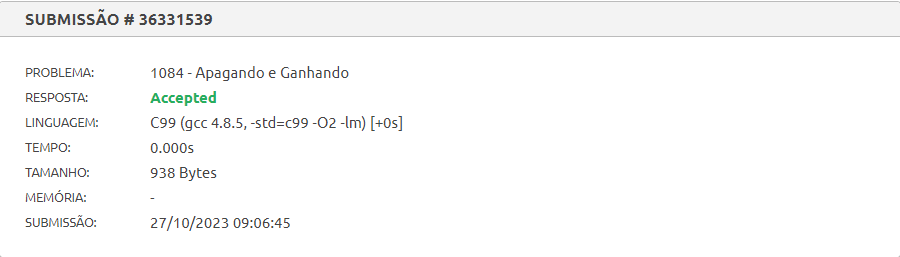 SUBMISSÃO # 36331539
PROBLEMA: 1084 - Apagando e Ganhando
RESPOSTA: Accepted
LINGUAGEM: C99 (gcc 4.8.5, -std=c99 -O2 -lm) [+0s]
TEMPO: 0.000s
TAMANHO: 938 Bytes
MEMÓRIA: -
SUBMISSÃO: 27/10/2023 09:06:45